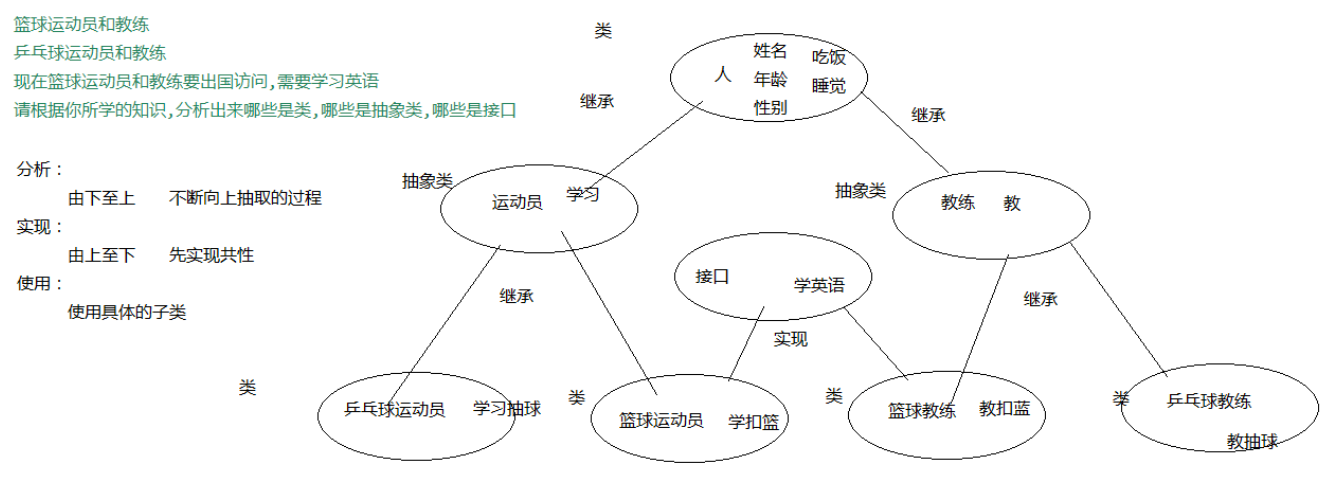 篮球运动员和教练
乒乓球运动员和教练
现在篮球运动员和教练要出国访问,需要学习英语
请根据你所学的知识,分析出来哪些是类,哪些是抽象类,哪些是接口
分析：
由下至上 不断向上抽取的过程
实现：
由上至下 先实现共性
使用：
使用具体的子类
类
人
姓名
年龄
性别
吃饭
睡觉
继承
继承
抽象类
运动员 学习
抽象类
教练 教
接口 学英语
继承
实现
继承
类
乒乓球运动员 学习抽球
类
篮球运动员 学扣篮
类
篮球教练 教扣蓝
类
乒乓球教练
教抽球